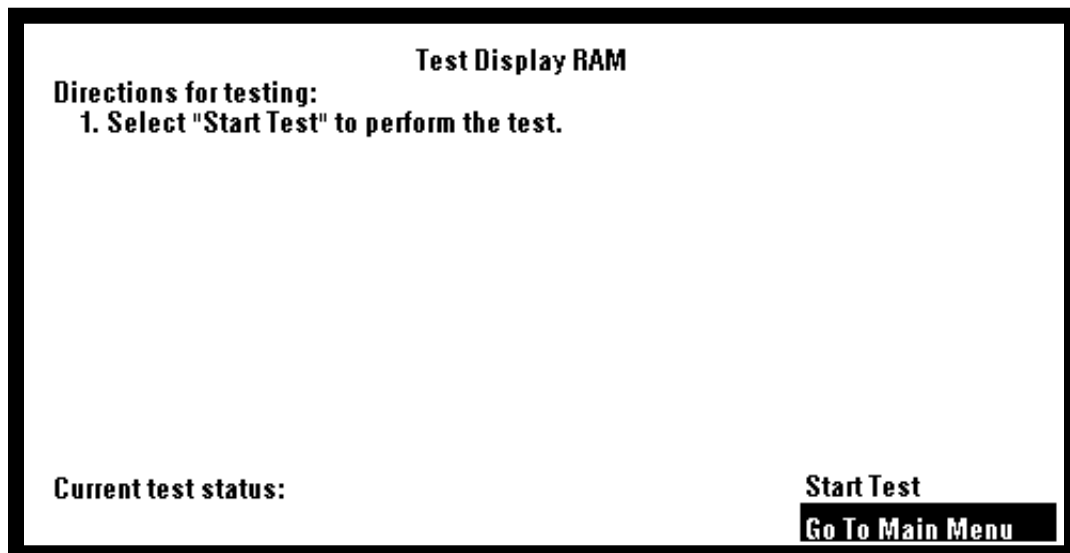 Test Display RAM
Directions for testing:
1. Select "Start Test" to perform the test.
Current test status:
Start Test
Go To Main Menu